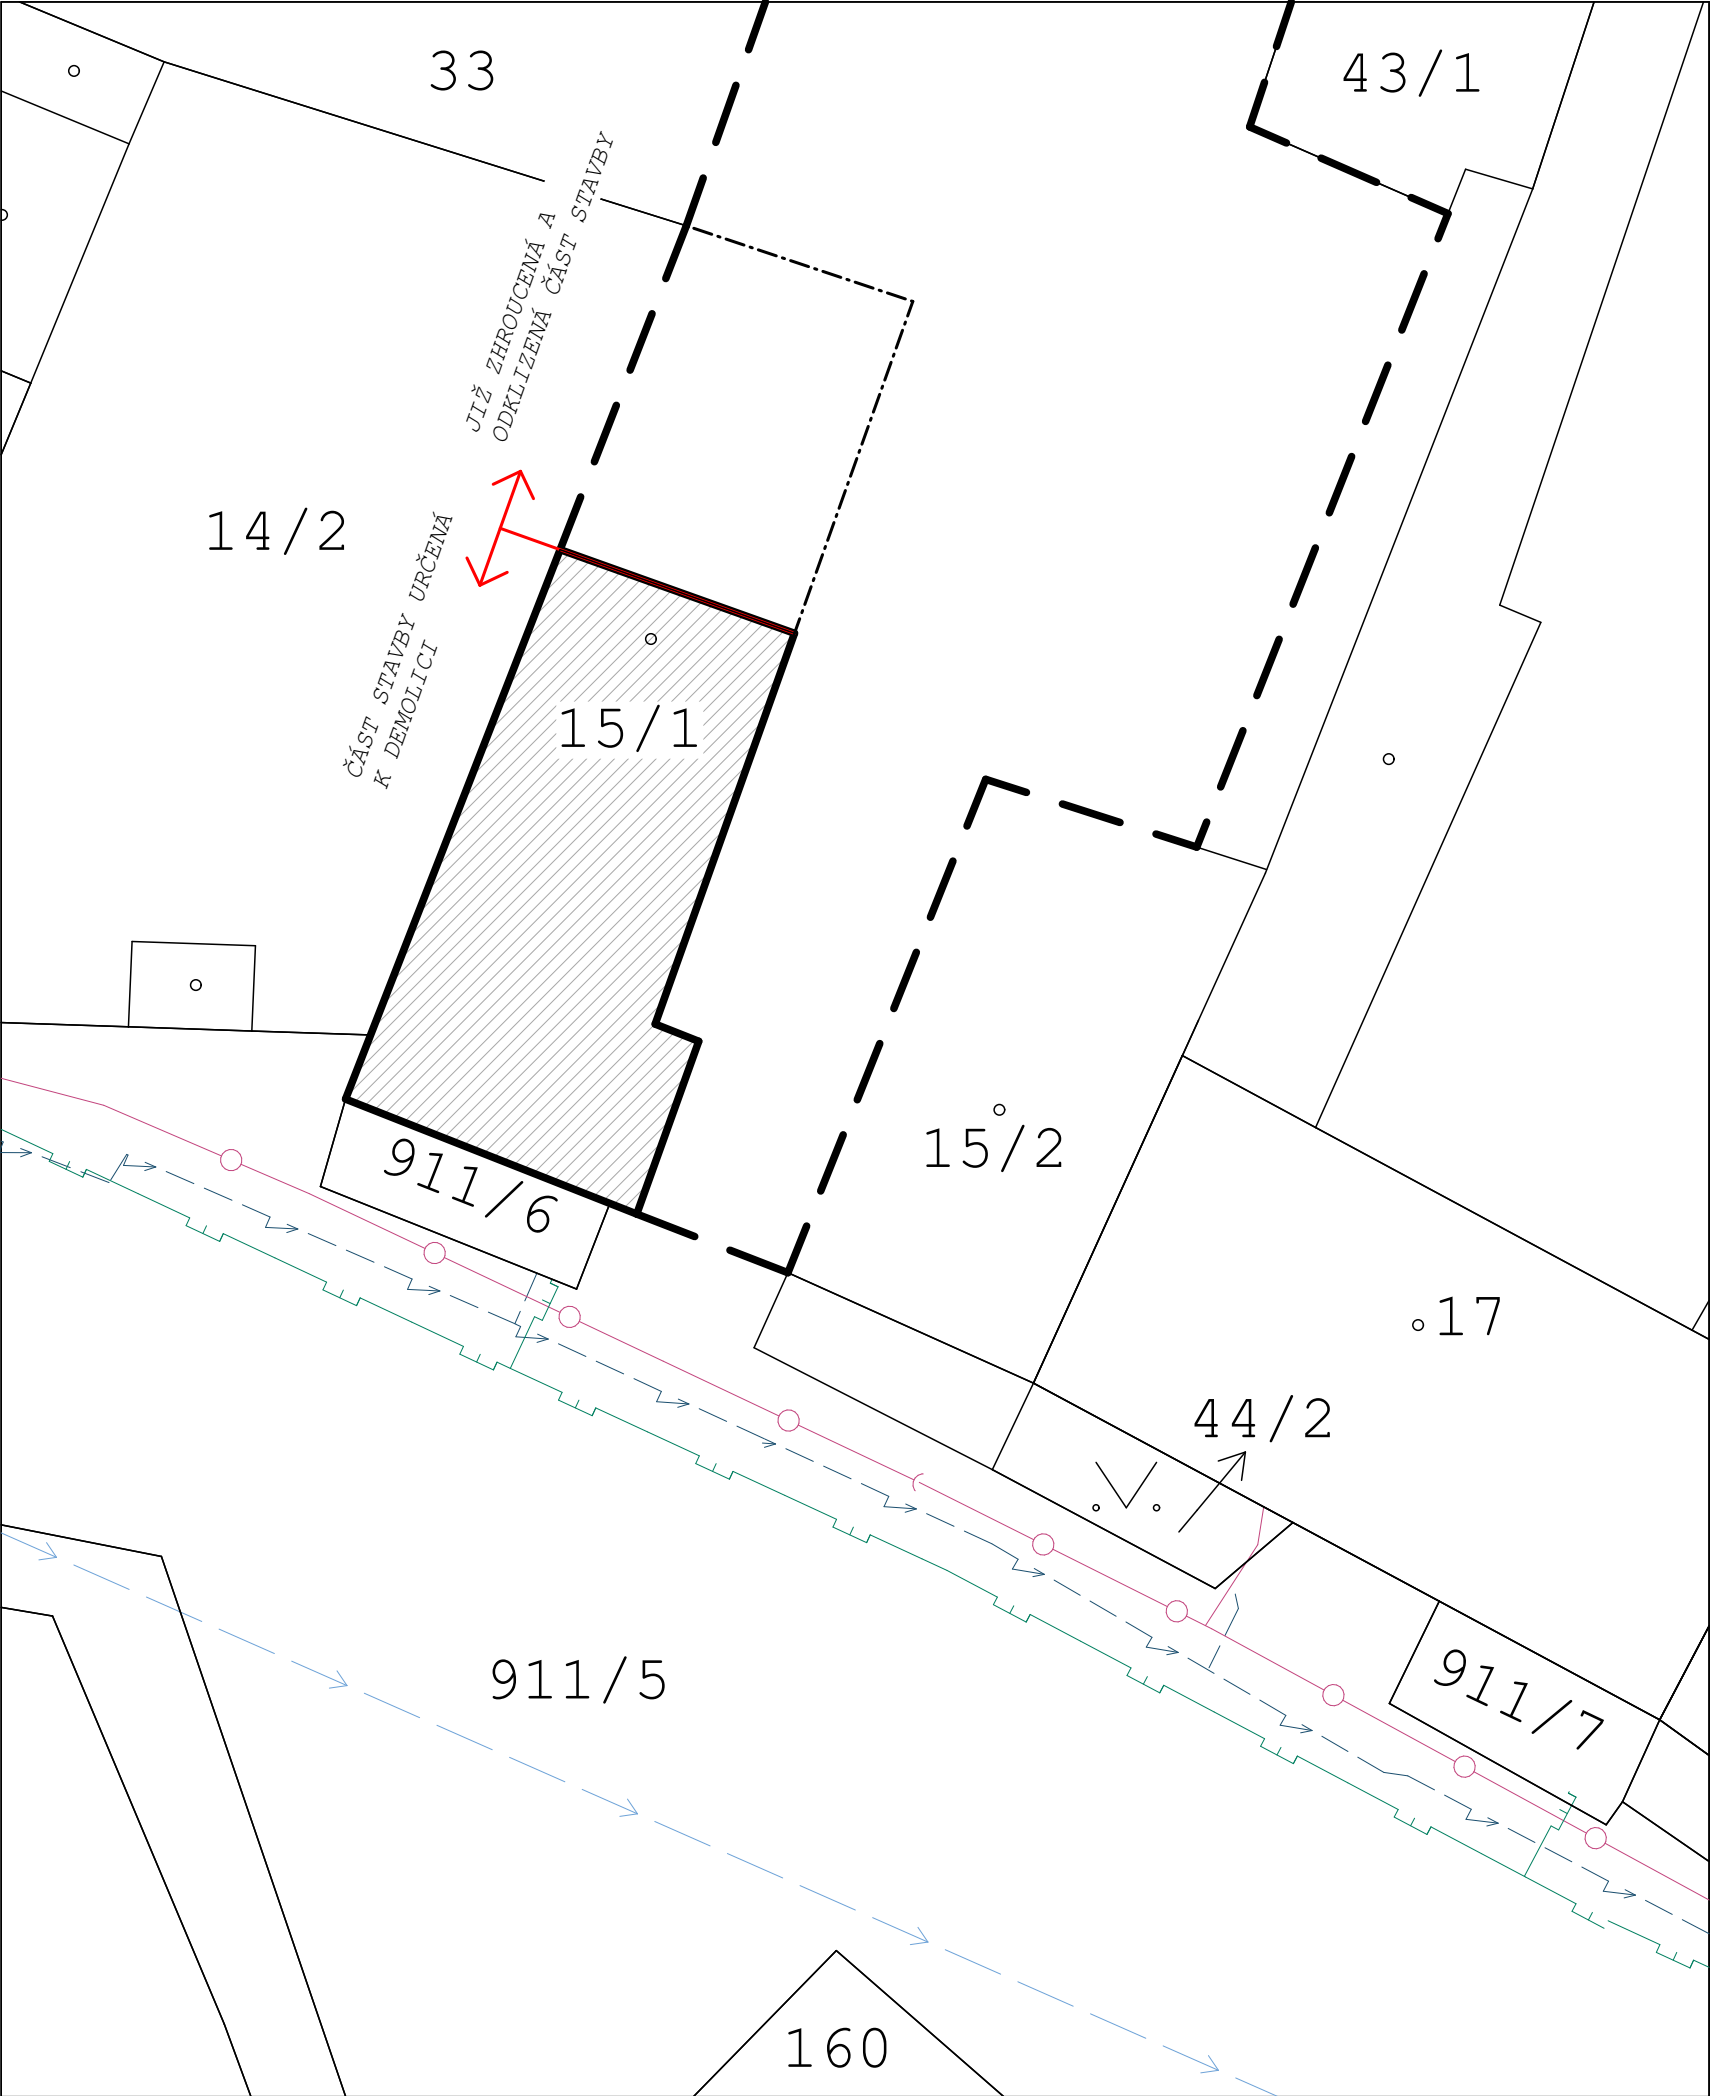 33
43/1
JIŽ ZHROUCENÁ A
ODKLIZENÁ ČÁST STAVBY
14/2
ČÁST STAVBY URČENÁ
K DEMOLICI
15/1
15/2
911/6
17
44/2
911/5
911/7
160